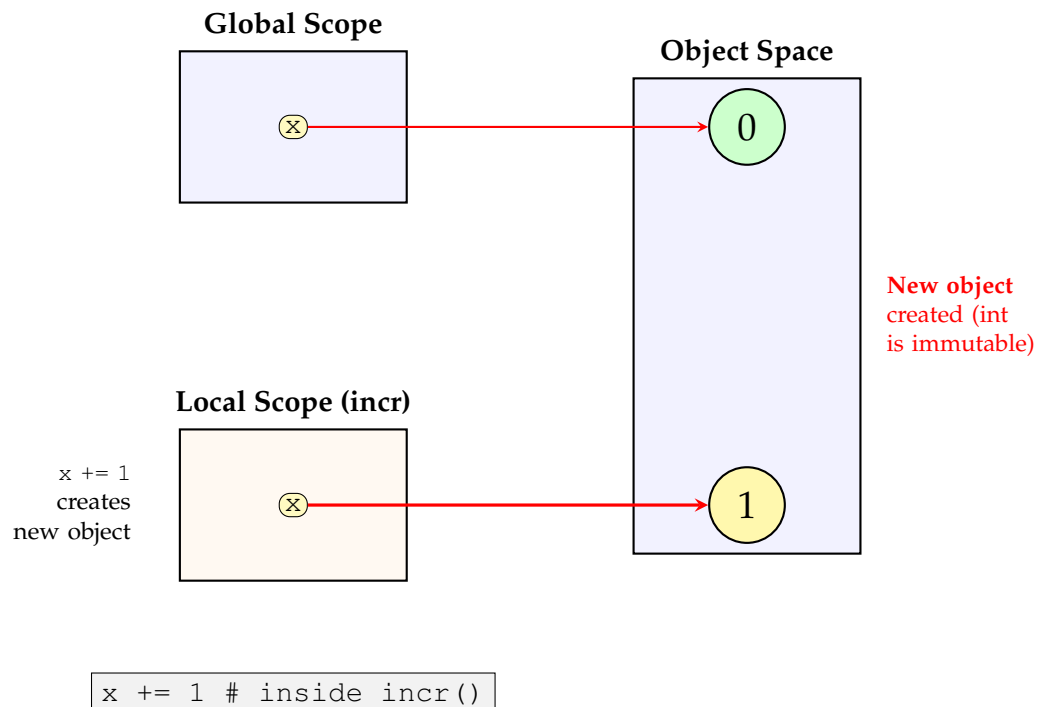 Global Scope
Object Space
x
0
New object
created (int
is immutable)
Local Scope (incr)
x += 1
creates
new object
x
1
x += 1 # inside incr()